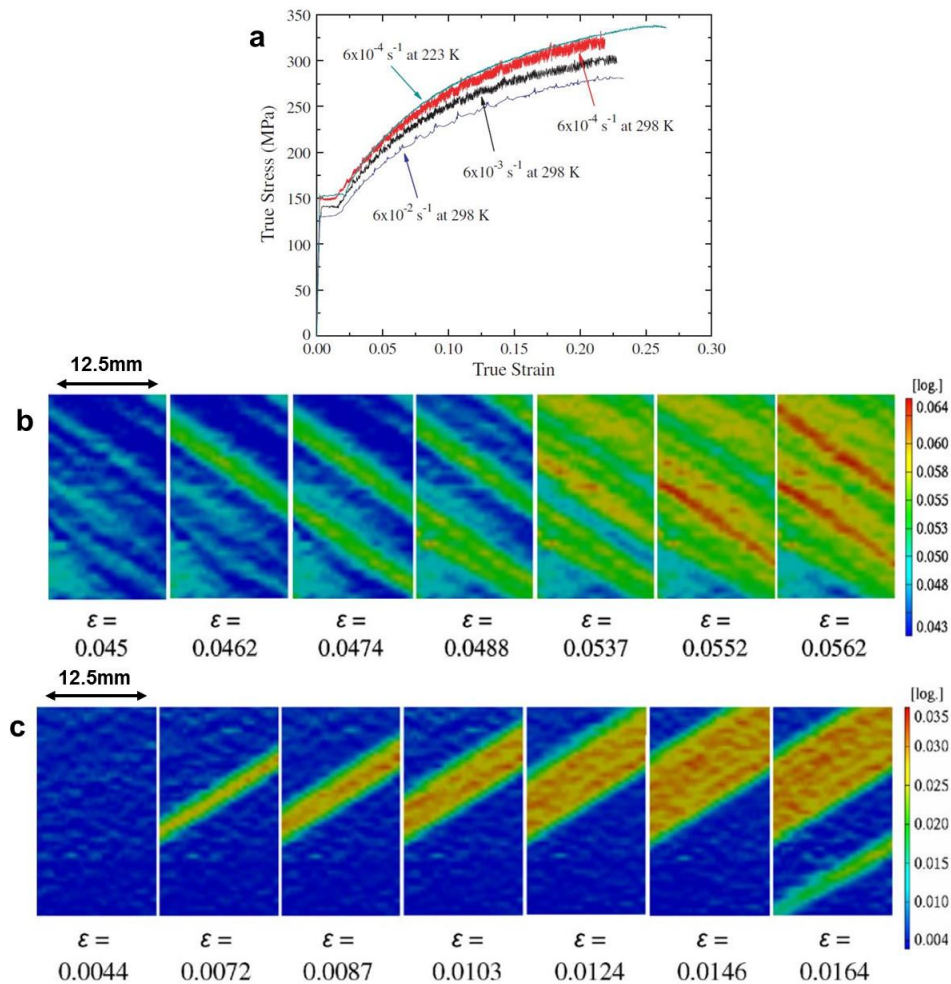 a
350
300
250
200
150
100
50
0
True Stress (MPa)
6x10⁻⁴ s⁻¹ at 223 K
6x10⁻⁴ s⁻¹ at 298 K
6x10⁻³ s⁻¹ at 298 K
6x10⁻² s⁻¹ at 298 K
0.00 0.05 0.10 0.15 0.20 0.25 0.30
True Strain
12.5mm
b
[log.]
0.064
0.060
0.058
0.055
0.053
0.050
0.048
0.045
0.043
ε = ε = ε = ε = ε = ε = ε =
0.045 0.0462 0.0474 0.0488 0.0537 0.0552 0.0562
12.5mm
c
[log.]
0.035
0.030
0.025
0.020
0.015
0.010
0.004
ε = ε = ε = ε = ε = ε = ε =
0.0044 0.0072 0.0087 0.0103 0.0124 0.0146 0.0164